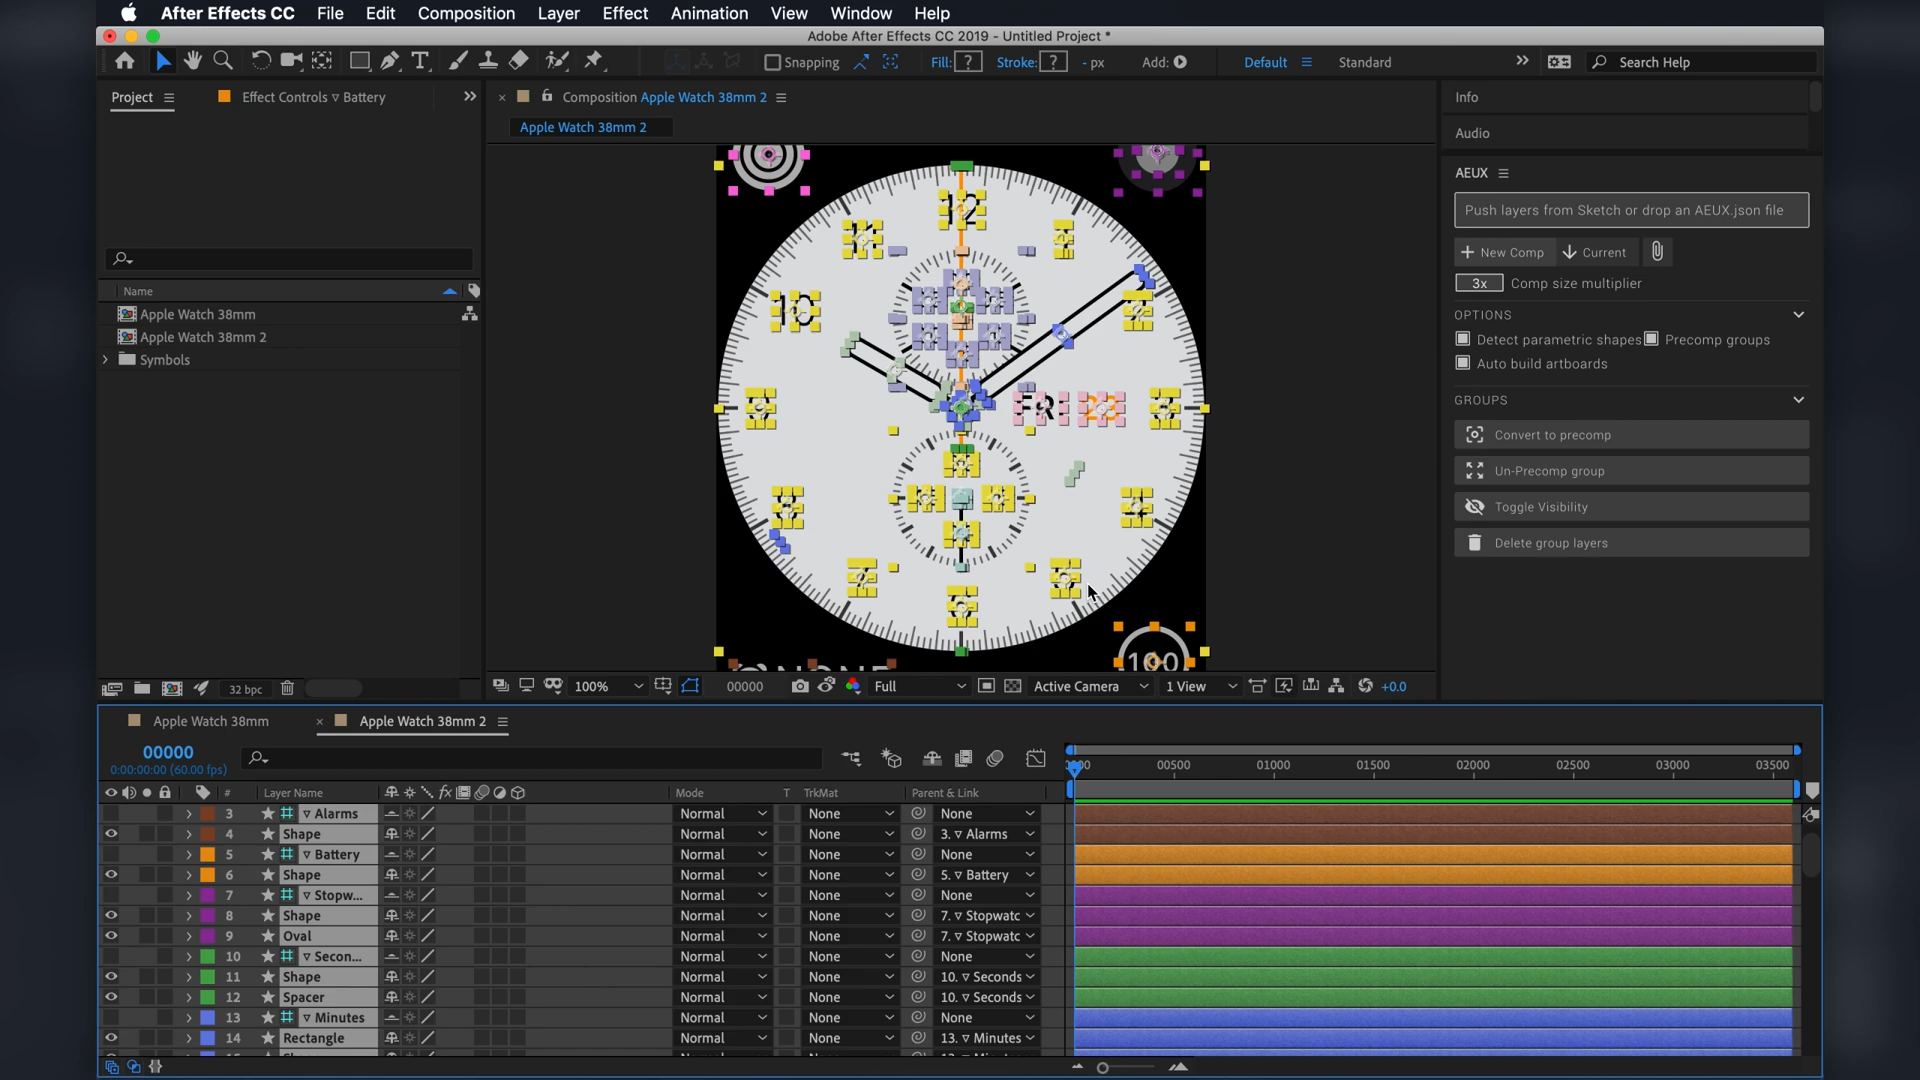 After Effects CC File Edit Composition Layer Effect Animation View Window Help
Adobe After Effects CC 2019 - Untitled Project *
Snapping Fill: ? Stroke: ? - px Add: Default Standard Search Help
Project Effect Controls ▿ Battery
Composition Apple Watch 38mm 2
Apple Watch 38mm 2
Name
Apple Watch 38mm
Apple Watch 38mm 2
Symbols
32 bpc
12
10
FRI 23
NONE
100
100% 00000 Full Active Camera 1 View +0.0
Info
Audio
AEUX
Push layers from Sketch or drop an AEUX.json file
New Comp Current
3x Comp size multiplier
OPTIONS
Detect parametric shapes Precomp groups
Auto build artboards
GROUPS
Convert to precomp
Un-Precomp group
Toggle Visibility
Delete group layers
Apple Watch 38mm Apple Watch 38mm 2
00000
0:00:00:00 (60.00 fps)
00500 01000 01500 02000 02500 03000 03500
# Layer Name Mode T TrkMat Parent & Link
3 ▿ Alarms Normal None None
4 Shape Normal None 3. ▿ Alarms
5 ▿ Battery Normal None None
6 Shape Normal None 5. ▿ Battery
7 ▿ Stopw... Normal None None
8 Shape Normal None 7. ▿ Stopwatc
9 Oval Normal None 7. ▿ Stopwatc
10 ▿ Secon... Normal None None
11 Shape Normal None 10. ▿ Seconds
12 Spacer Normal None 10. ▿ Seconds
13 ▿ Minutes Normal None None
14 Rectangle Normal None 13. ▿ Minutes